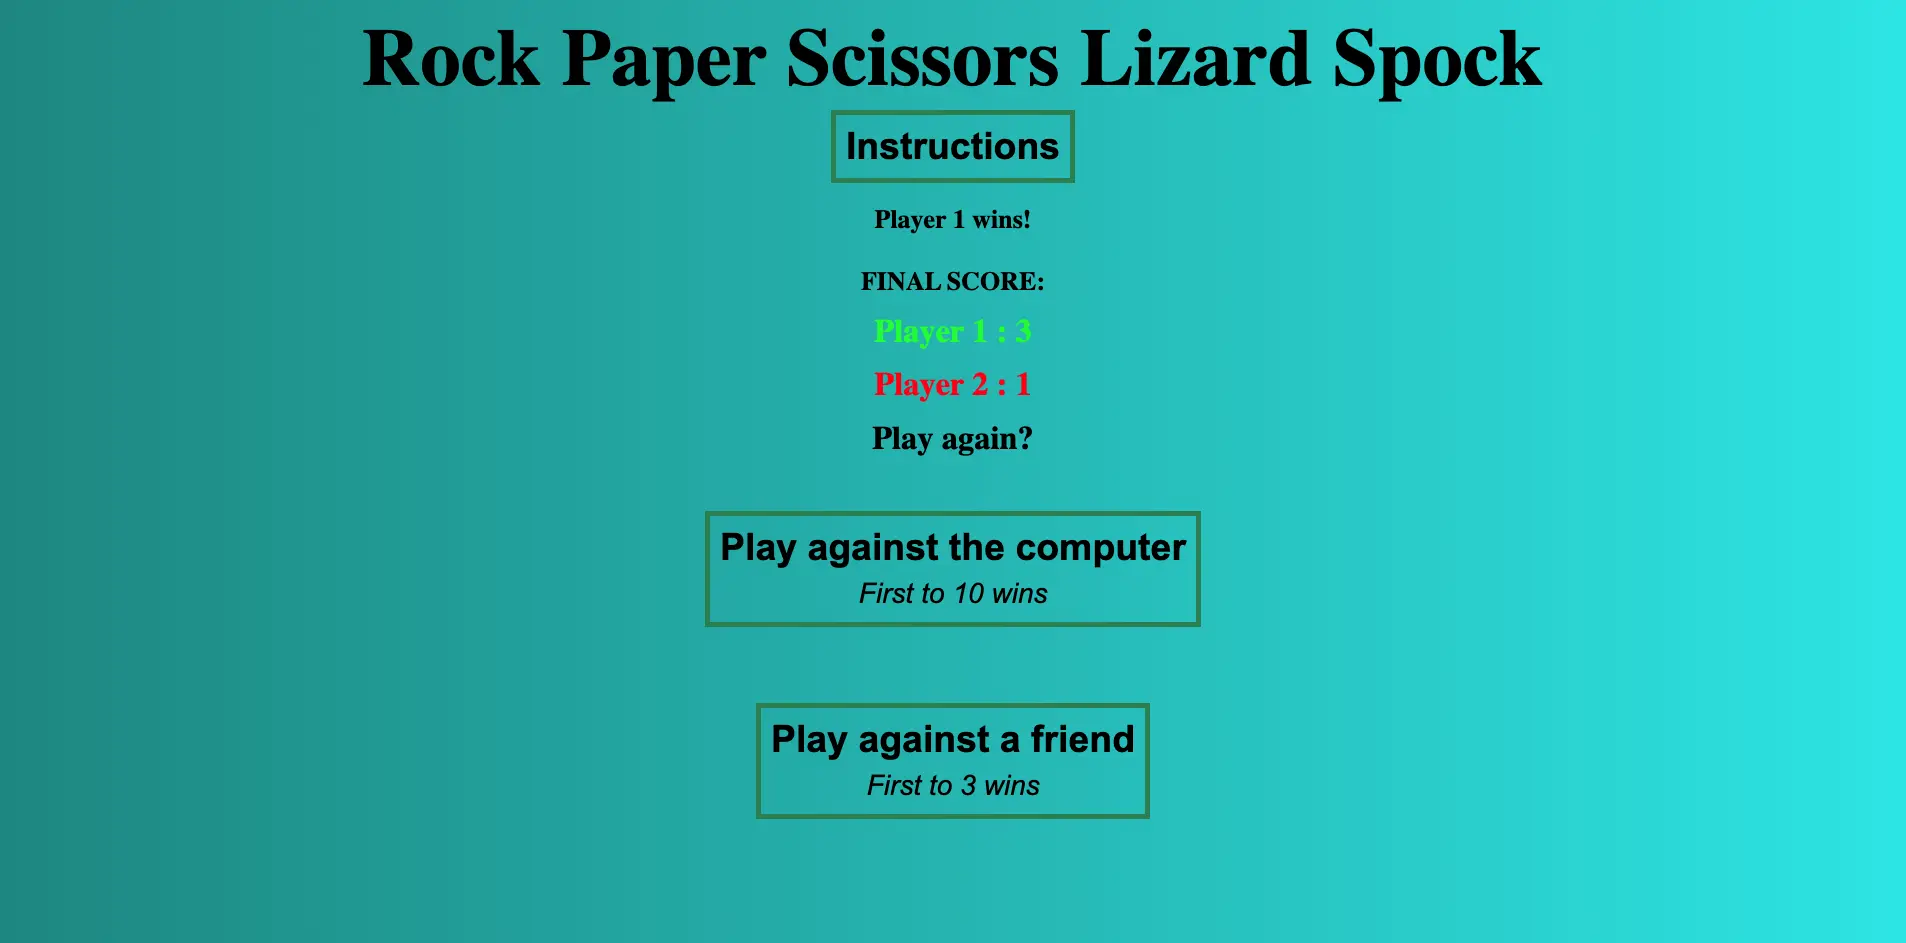 Rock Paper Scissors Lizard Spock
Instructions
Player 1 wins!
FINAL SCORE:
Player 1 : 3
Player 2 : 1
Play again?
Play against the computer
First to 10 wins
Play against a friend
First to 3 wins